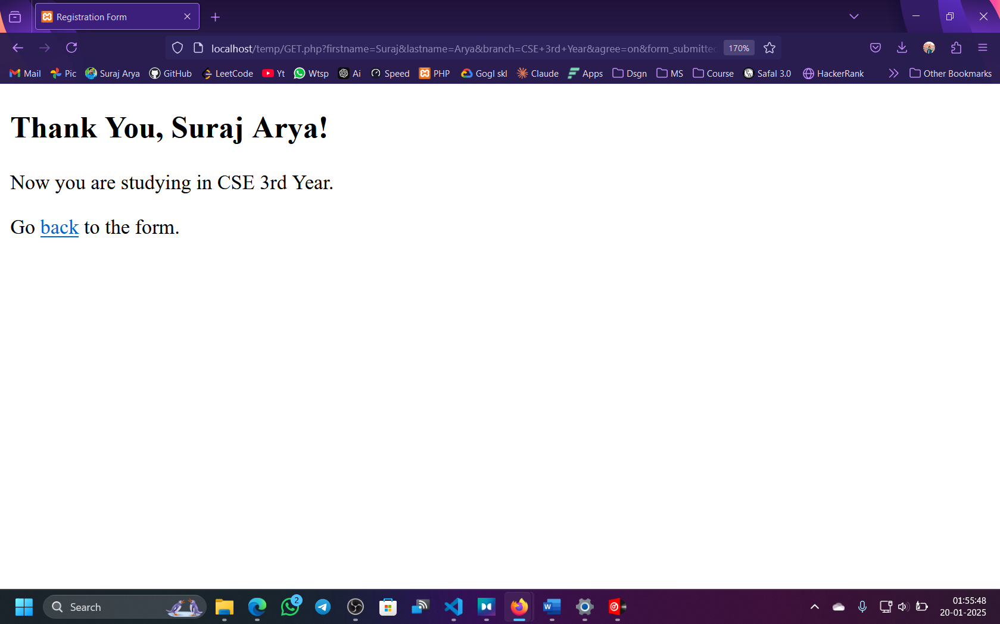 Registration Form
localhost/temp/GET.php?firstname=Suraj&lastname=Arya&branch=CSE+3rd+Year&agree=on&form_submitted
170%
Mail Pic Suraj Arya GitHub LeetCode Yt Wtsp Ai Speed PHP Gogl skl Claude Apps Dsgn MS Course Safal 3.0 HackerRank Other Bookmarks
Thank You, Suraj Arya!
Now you are studying in CSE 3rd Year.
Go back to the form.
Search
2
01:55:48
20-01-2025